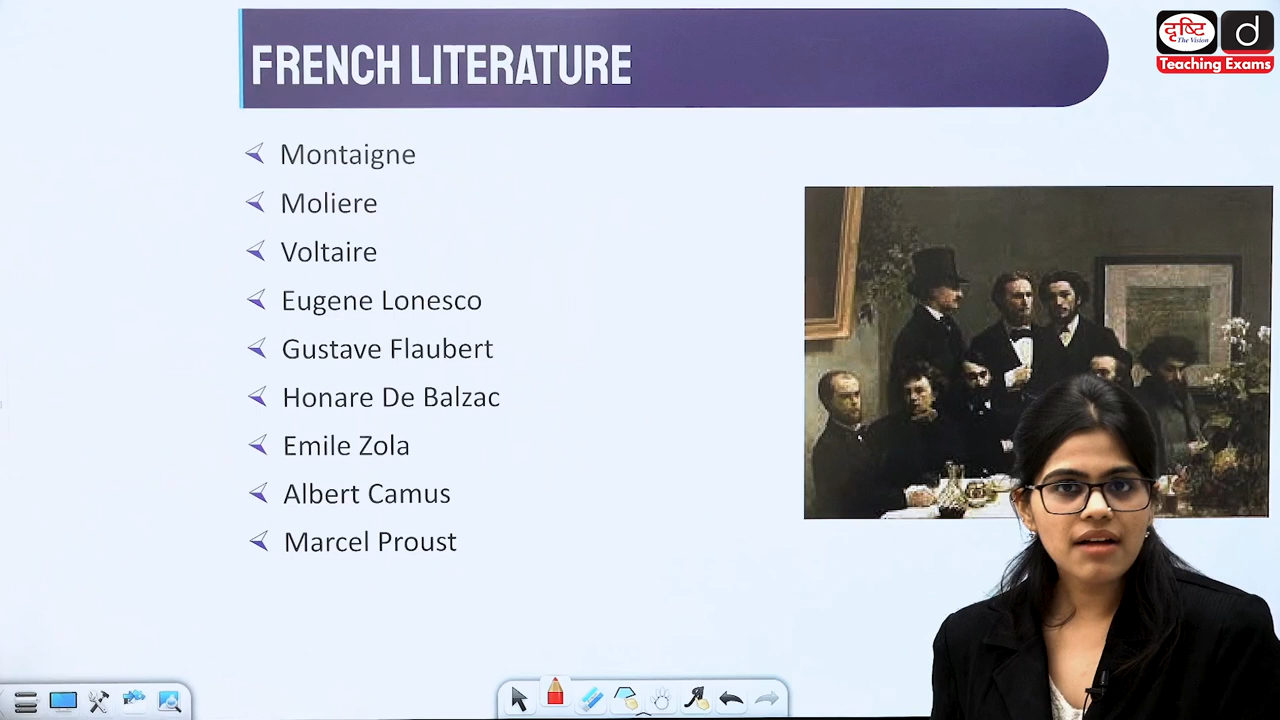 FRENCH LITERATURE
दृष्टि
The Vision
d
Teaching Exams
Montaigne
Moliere
Voltaire
Eugene Lonesco
Gustave Flaubert
Honare De Balzac
Emile Zola
Albert Camus
Marcel Proust